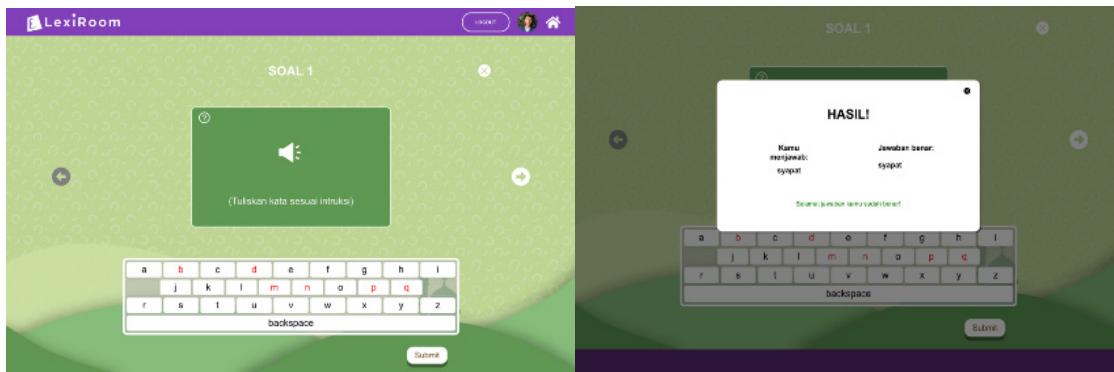 LexiRoom
LOGOUT
SOAL 1
(Tuliskan kata sesuai intruksi)
a b c d e f g h i
j k l m n o p q
r s t u v w x y z
backspace
Submit
SOAL 1
HASIL!
Kamu menjawab:
syapat
Jawaban benar:
syapat
Selamat jawaban kamu sudah benar!
a b c d e f g h i
j k l m n o p q
r s t u v w x y z
backspace
Submit